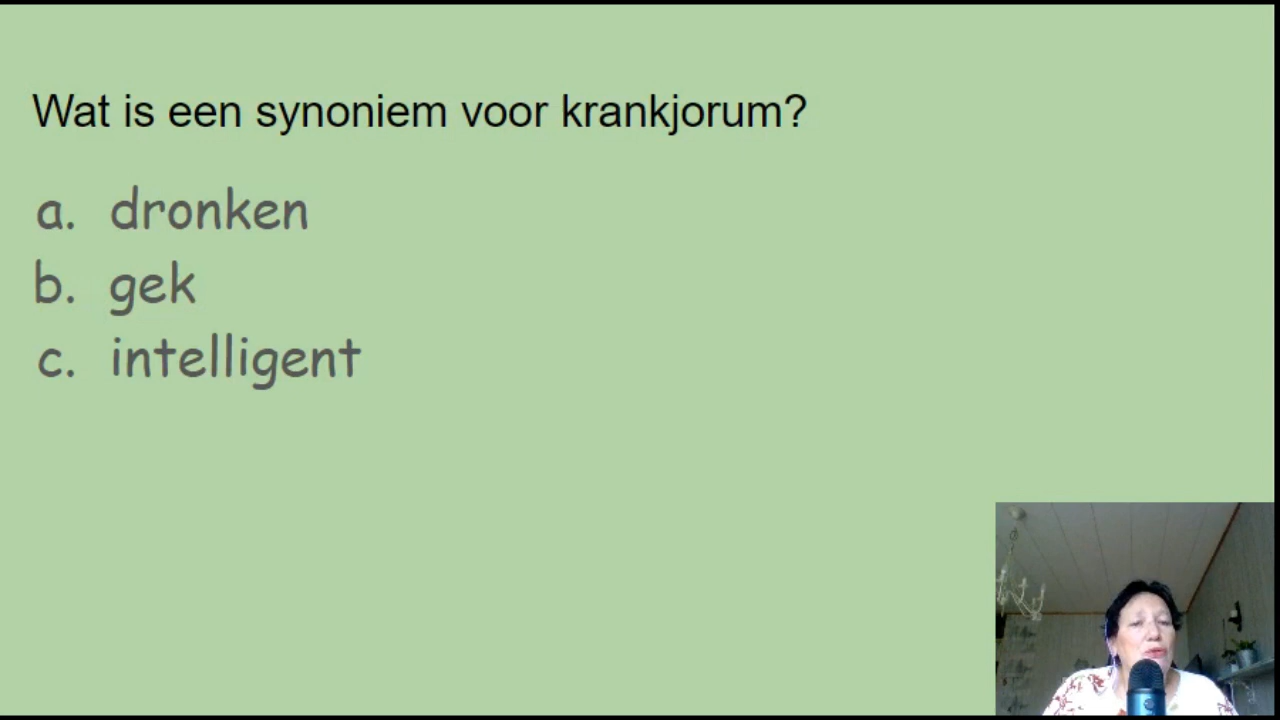 Wat is een synoniem voor krankjorum?
a. dronken
b. gek
c. intelligent